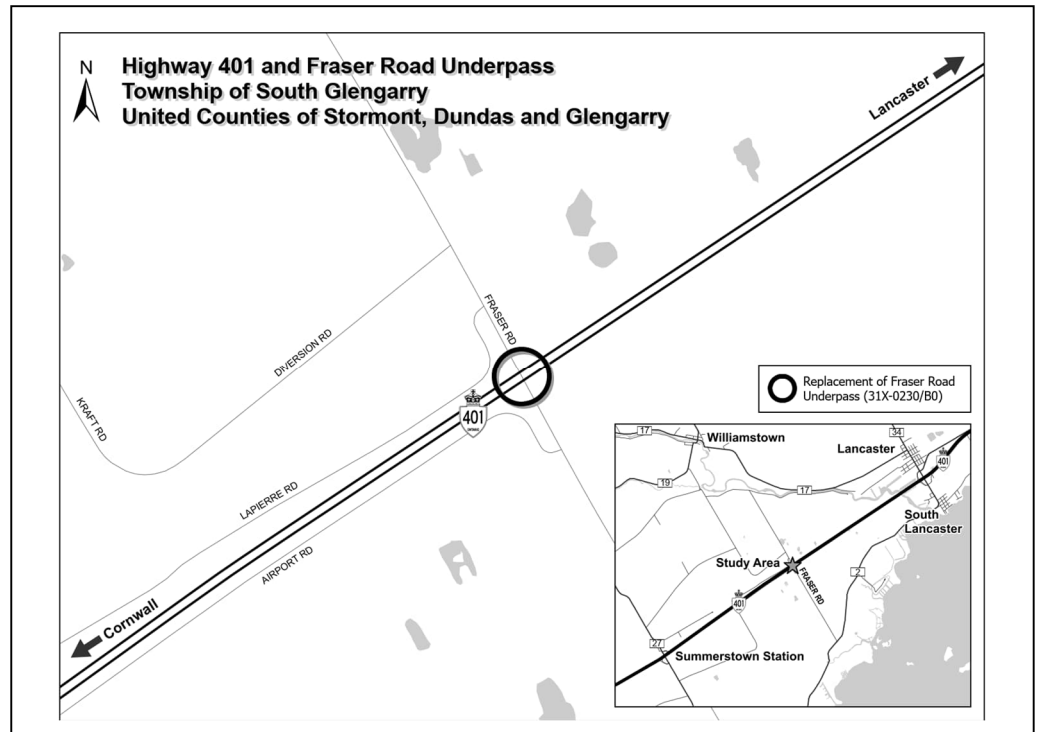 N
Highway 401 and Fraser Road Underpass
Township of South Glengarry
United Counties of Stormont, Dundas and Glengarry
Lancaster
FRASER RD
DIVERSION RD
KRAFT RD
401
LAPIERRE RD
AIRPORT RD
Cornwall
Replacement of Fraser Road
Underpass (31X-0230/B0)
17
Williamstown
34
Lancaster
401
19
17
South
Lancaster
Study Area
FRASER RD
2
401
27
Summerstown Station